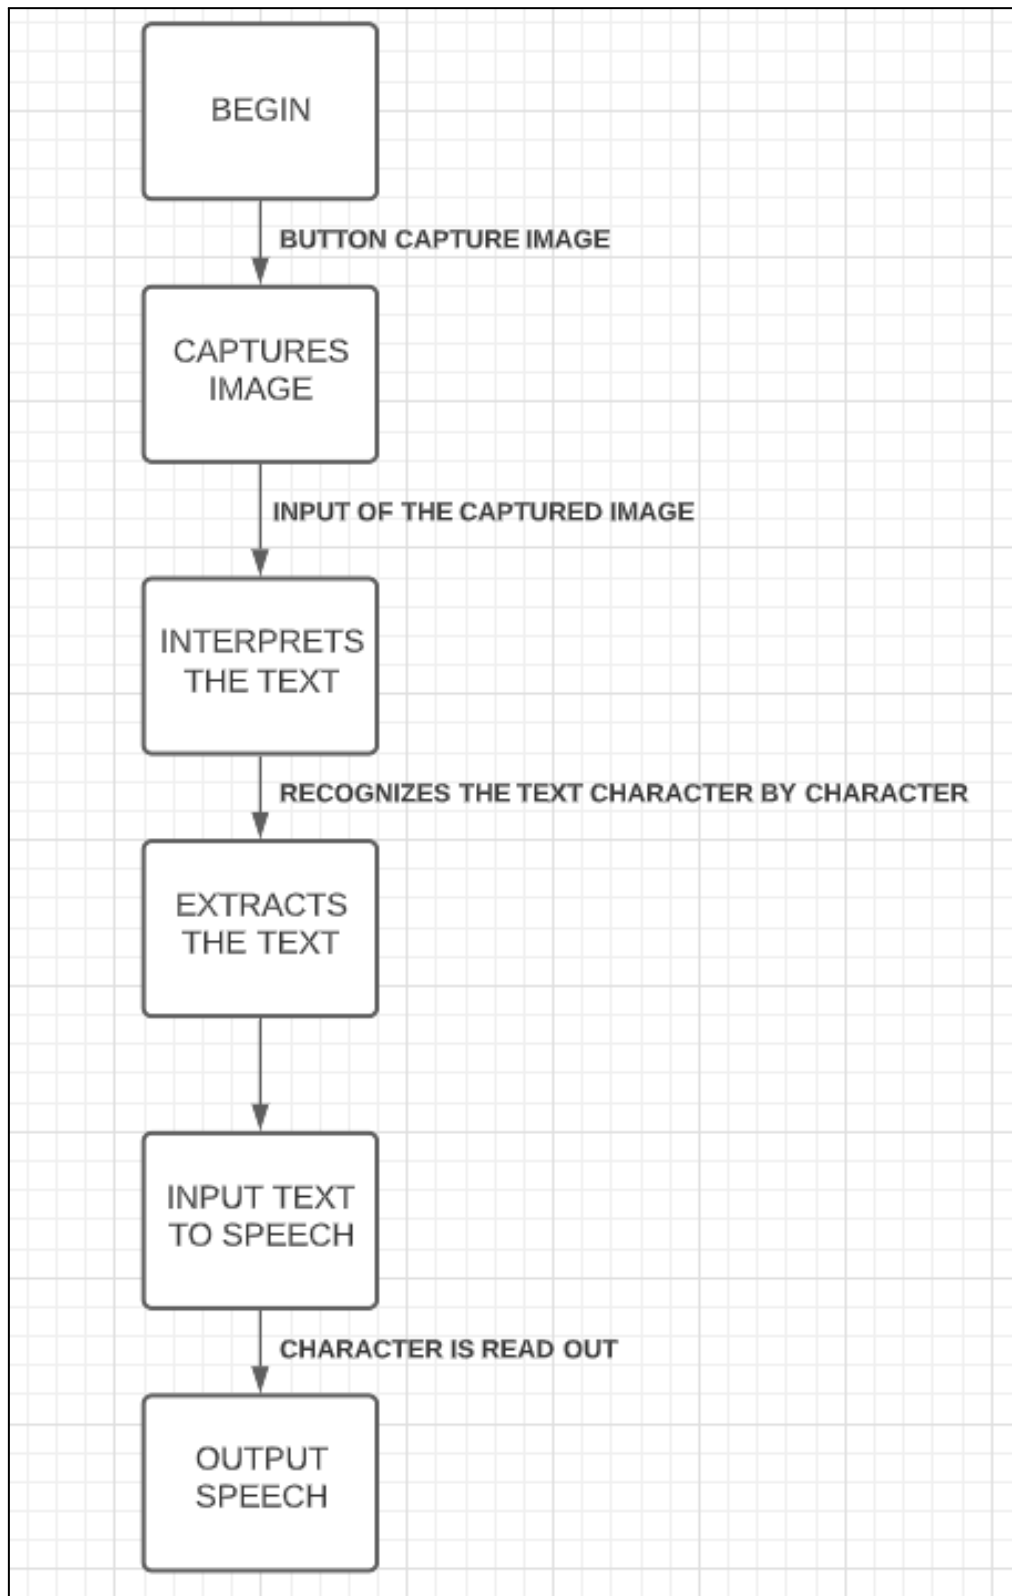 BEGIN
BUTTON CAPTURE IMAGE
CAPTURES
IMAGE
INPUT OF THE CAPTURED IMAGE
INTERPRETS
THE TEXT
RECOGNIZES THE TEXT CHARACTER BY CHARACTER
EXTRACTS
THE TEXT
INPUT TEXT
TO SPEECH
CHARACTER IS READ OUT
OUTPUT
SPEECH